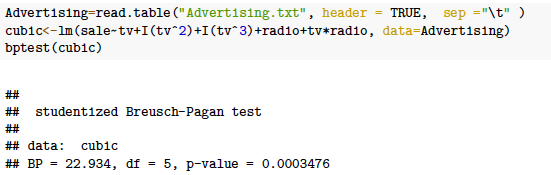 Advertising=read.table("Advertising.txt", header = TRUE,  sep ="\t" )
cubic<-lm(sale~tv+I(tv^2)+I(tv^3)+radio+tv*radio, data=Advertising)
bptest(cubic)
##
##  studentized Breusch-Pagan test
##
## data:  cubic
## BP = 22.934, df = 5, p-value = 0.0003476